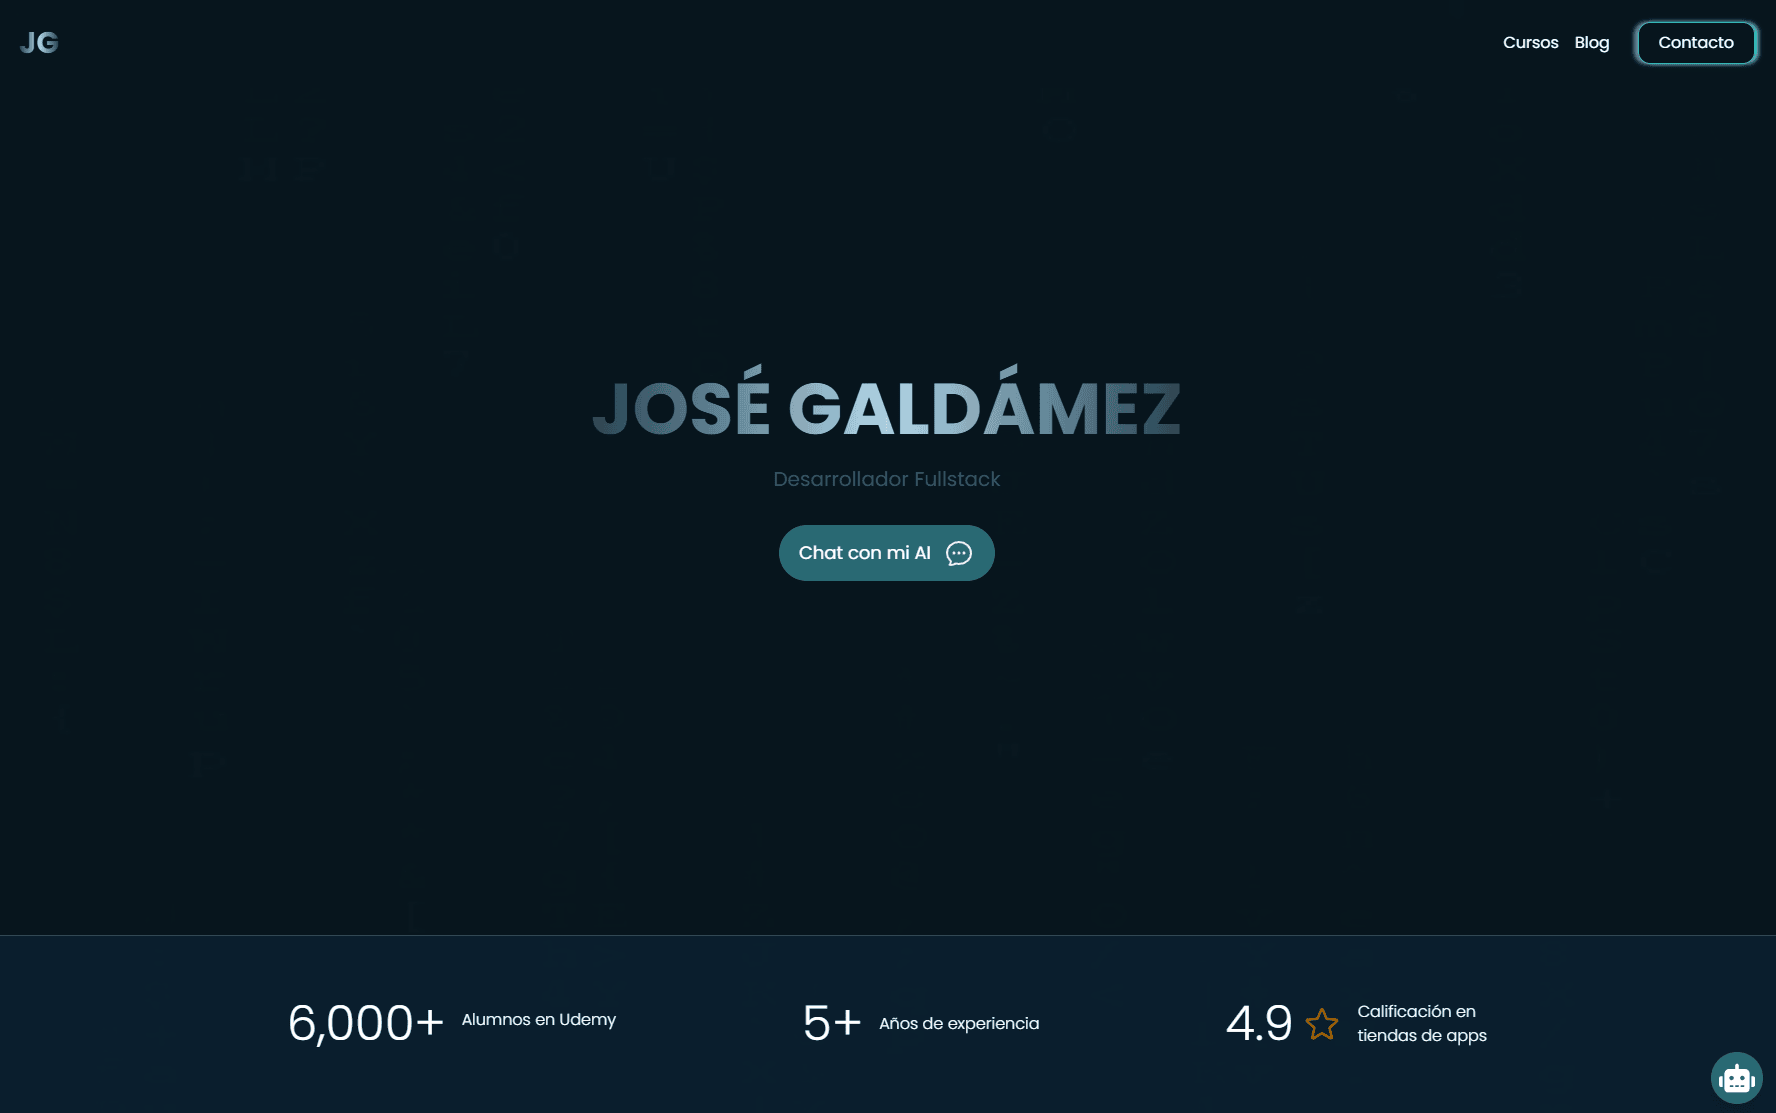 JG
Cursos Blog Contacto
JOSÉ GALDÁMEZ
Desarrollador Fullstack
Chat con mi AI
6,000+ Alumnos en Udemy
5+ Años de experiencia
4.9 Calificación en
tiendas de apps